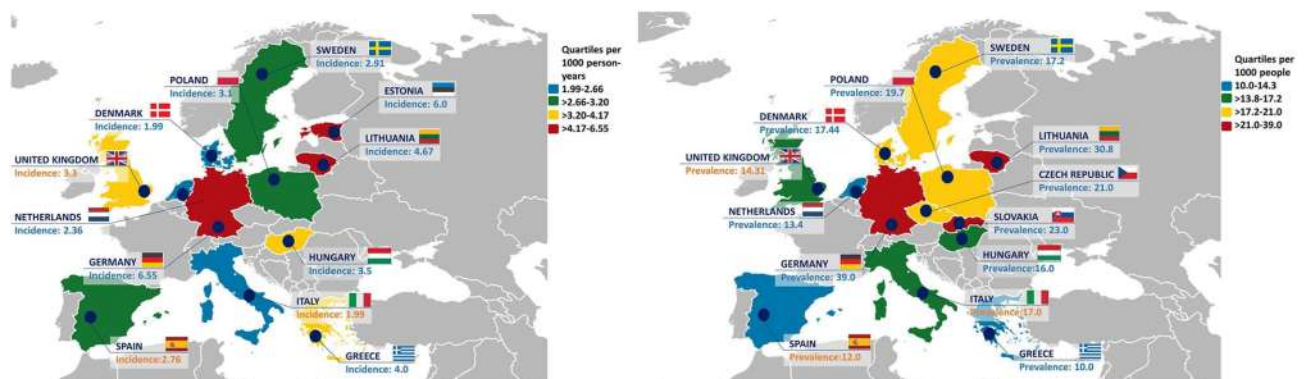 SWEDEN
Incidence: 2.91
POLAND
Incidence: 3.1
ESTONIA
Incidence: 6.0
DENMARK
Incidence: 1.99
LITHUANIA
Incidence: 4.67
UNITED KINGDOM
Incidence: 3.3
NETHERLANDS
Incidence: 2.36
GERMANY
Incidence: 6.55
HUNGARY
Incidence: 3.5
ITALY
Incidence: 1.99
SPAIN
Incidence:2.76
GREECE
Incidence: 4.0
Quartiles per
1000 person-
years
1.99-2.66
>2.66-3.20
>3.20-4.17
>4.17-6.55
SWEDEN
Prevalence: 17.2
POLAND
Prevalence: 19.7
DENMARK
Prevalence: 17.44
LITHUANIA
Prevalence: 30.8
UNITED KINGDOM
Prevalence: 14.31
CZECH REPUBLIC
Prevalence: 21.0
NETHERLANDS
Prevalence: 13.4
SLOVAKIA
Prevalence: 23.0
HUNGARY
Prevalence:16.0
GERMANY
Prevalence: 39.0
ITALY
Prevalence:17.0
SPAIN
Prevalence:12.0
GREECE
Prevalence: 10.0
Quartiles per
1000 people
10.0-14.3
>13.8-17.2
>17.2-21.0
>21.0-39.0